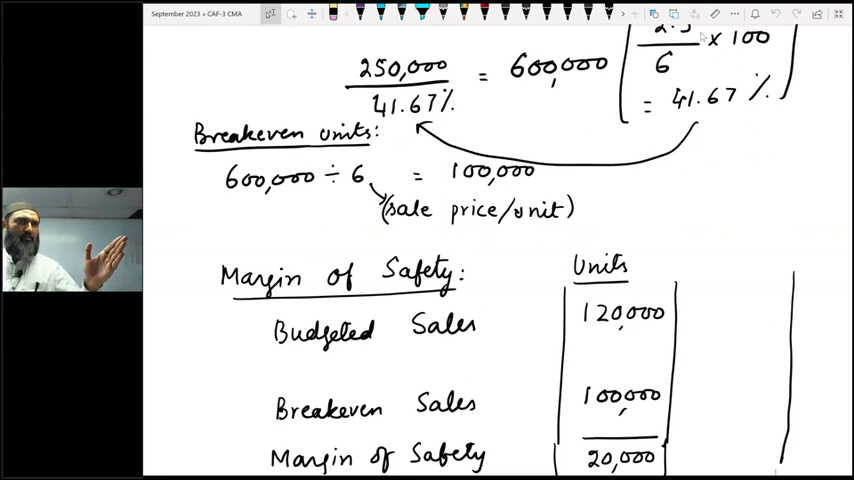 September 2023 » CAF-3 CMA
250,000 / 41.67% = 600,000 ( 2.5 / 6 × 100
= 41.67 % )
Breakeven units:
600,000 ÷ 6 = 100,000
(sale price/unit)
Margin of Safety: Units
Budgeted Sales 120,000
Breakeven Sales 100,000
Margin of Safety 20,000